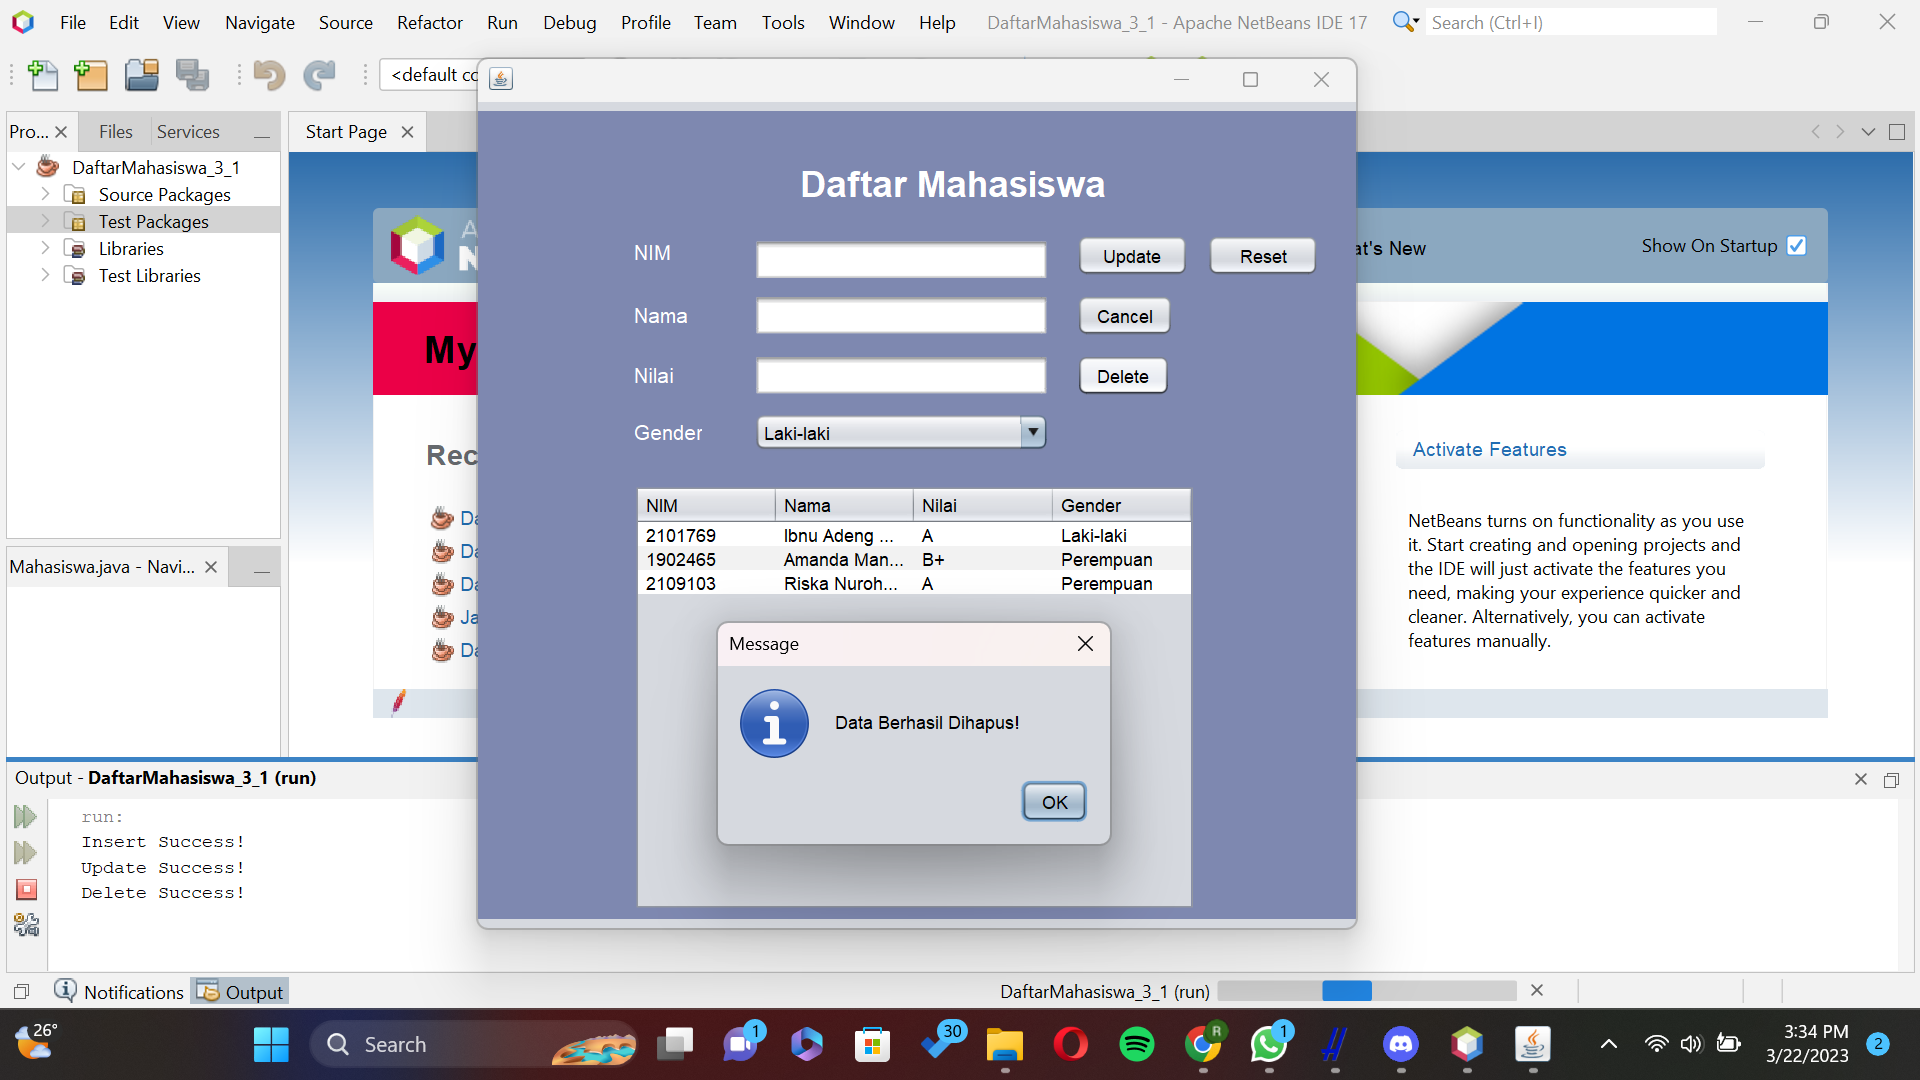 File Edit View Navigate Source Refactor Run Debug Profile Team Tools Window Help DaftarMahasiswa_3_1 - Apache NetBeans IDE 17 Search (Ctrl+I)
<default co
Pro... Files Services Start Page
DaftarMahasiswa_3_1
Source Packages
Test Packages
Libraries
Test Libraries
Mahasiswa.java - Navi...
My
Rec
Da
Da
Da
Ja
Da
at's New Show On Startup
Activate Features
NetBeans turns on functionality as you use
it. Start creating and opening projects and
the IDE will just activate the features you
need, making your experience quicker and
cleaner. Alternatively, you can activate
features manually.
Daftar Mahasiswa
NIM Update Reset
Nama Cancel
Nilai Delete
Gender Laki-laki
NIM Nama Nilai Gender
2101769 Ibnu Adeng ... A Laki-laki
1902465 Amanda Man... B+ Perempuan
2109103 Riska Nuroh... A Perempuan
Message
Data Berhasil Dihapus!
OK
Output - DaftarMahasiswa_3_1 (run)
run:
Insert Success!
Update Success!
Delete Success!
Notifications Output DaftarMahasiswa_3_1 (run)
26° Search 1 30 R 1 3:34 PM
3/22/2023 2